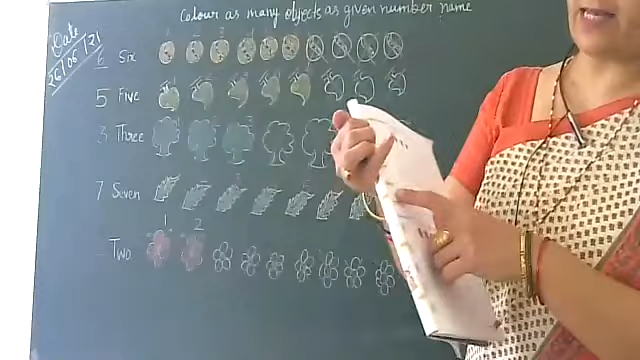 Colour as many objects as given number name
Date
26/06/21
6 Six
5 Five
3 Three
7 Seven
1 2
Two